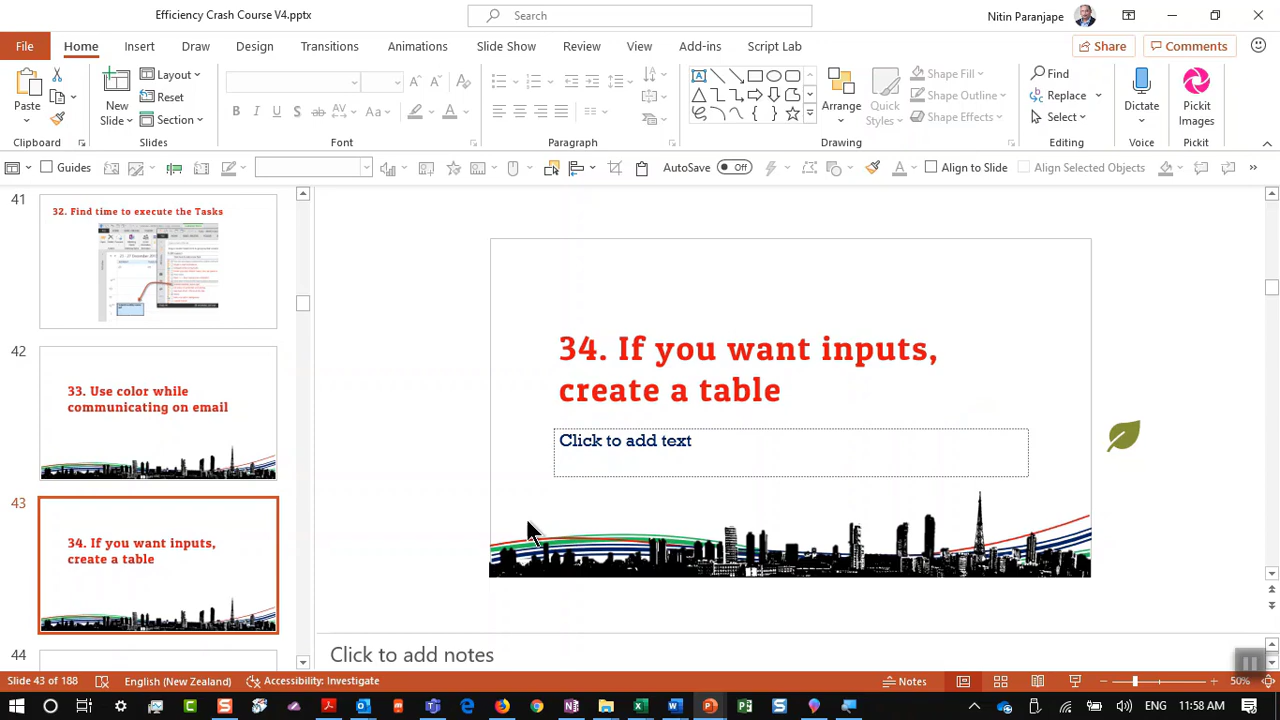 Efficiency Crash Course V4.pptx
Search
Nitin Paranjape
File
Home
Insert
Draw
Design
Transitions
Animations
Slide Show
Review
View
Add-ins
Script Lab
Share
Comments
Paste
Clipboard
New
Slide
Layout
Reset
Section
Slides
B I U S ab AV Aa A
Font
Paragraph
Arrange
Quick
Styles
Shape Fill
Shape Outline
Shape Effects
Drawing
Find
Replace
Select
Editing
Dictate
Voice
Pickit
Images
Pickit
Guides
AutoSave Off
Align to Slide
Align Selected Objects
41
32. Find time to execute the Tasks
42
33. Use color while
communicating on email
43
34. If you want inputs,
create a table
44
34. If you want inputs,
create a table
Click to add text
Click to add notes
Slide 43 of 188
English (New Zealand)
Accessibility: Investigate
Notes
50%
ENG
11:58 AM